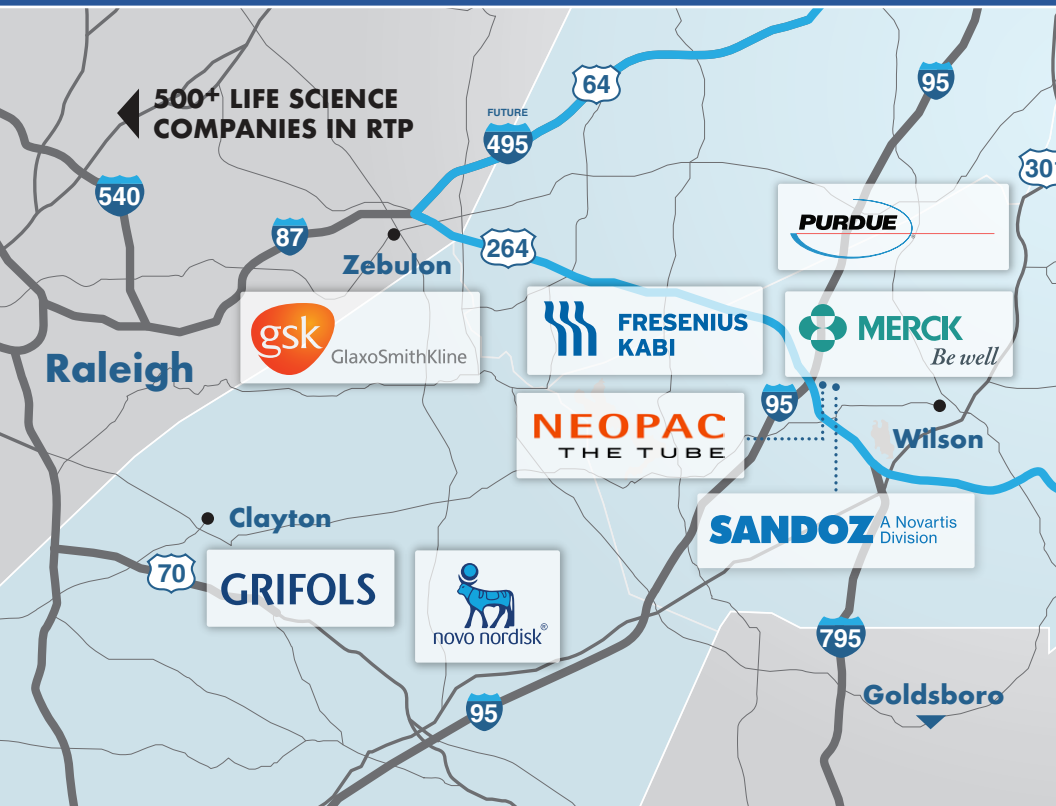 500+ LIFE SCIENCE
COMPANIES IN RTP
64
95
FUTURE
495
301
540
87
264
Zebulon
PURDUE
gsk
GlaxoSmithKline
FRESENIUS
KABI
MERCK
Be well
Raleigh
95
NEOPAC
THE TUBE
Wilson
SANDOZ A Novartis
Division
Clayton
70
GRIFOLS
novo nordisk®
795
Goldsboro
95